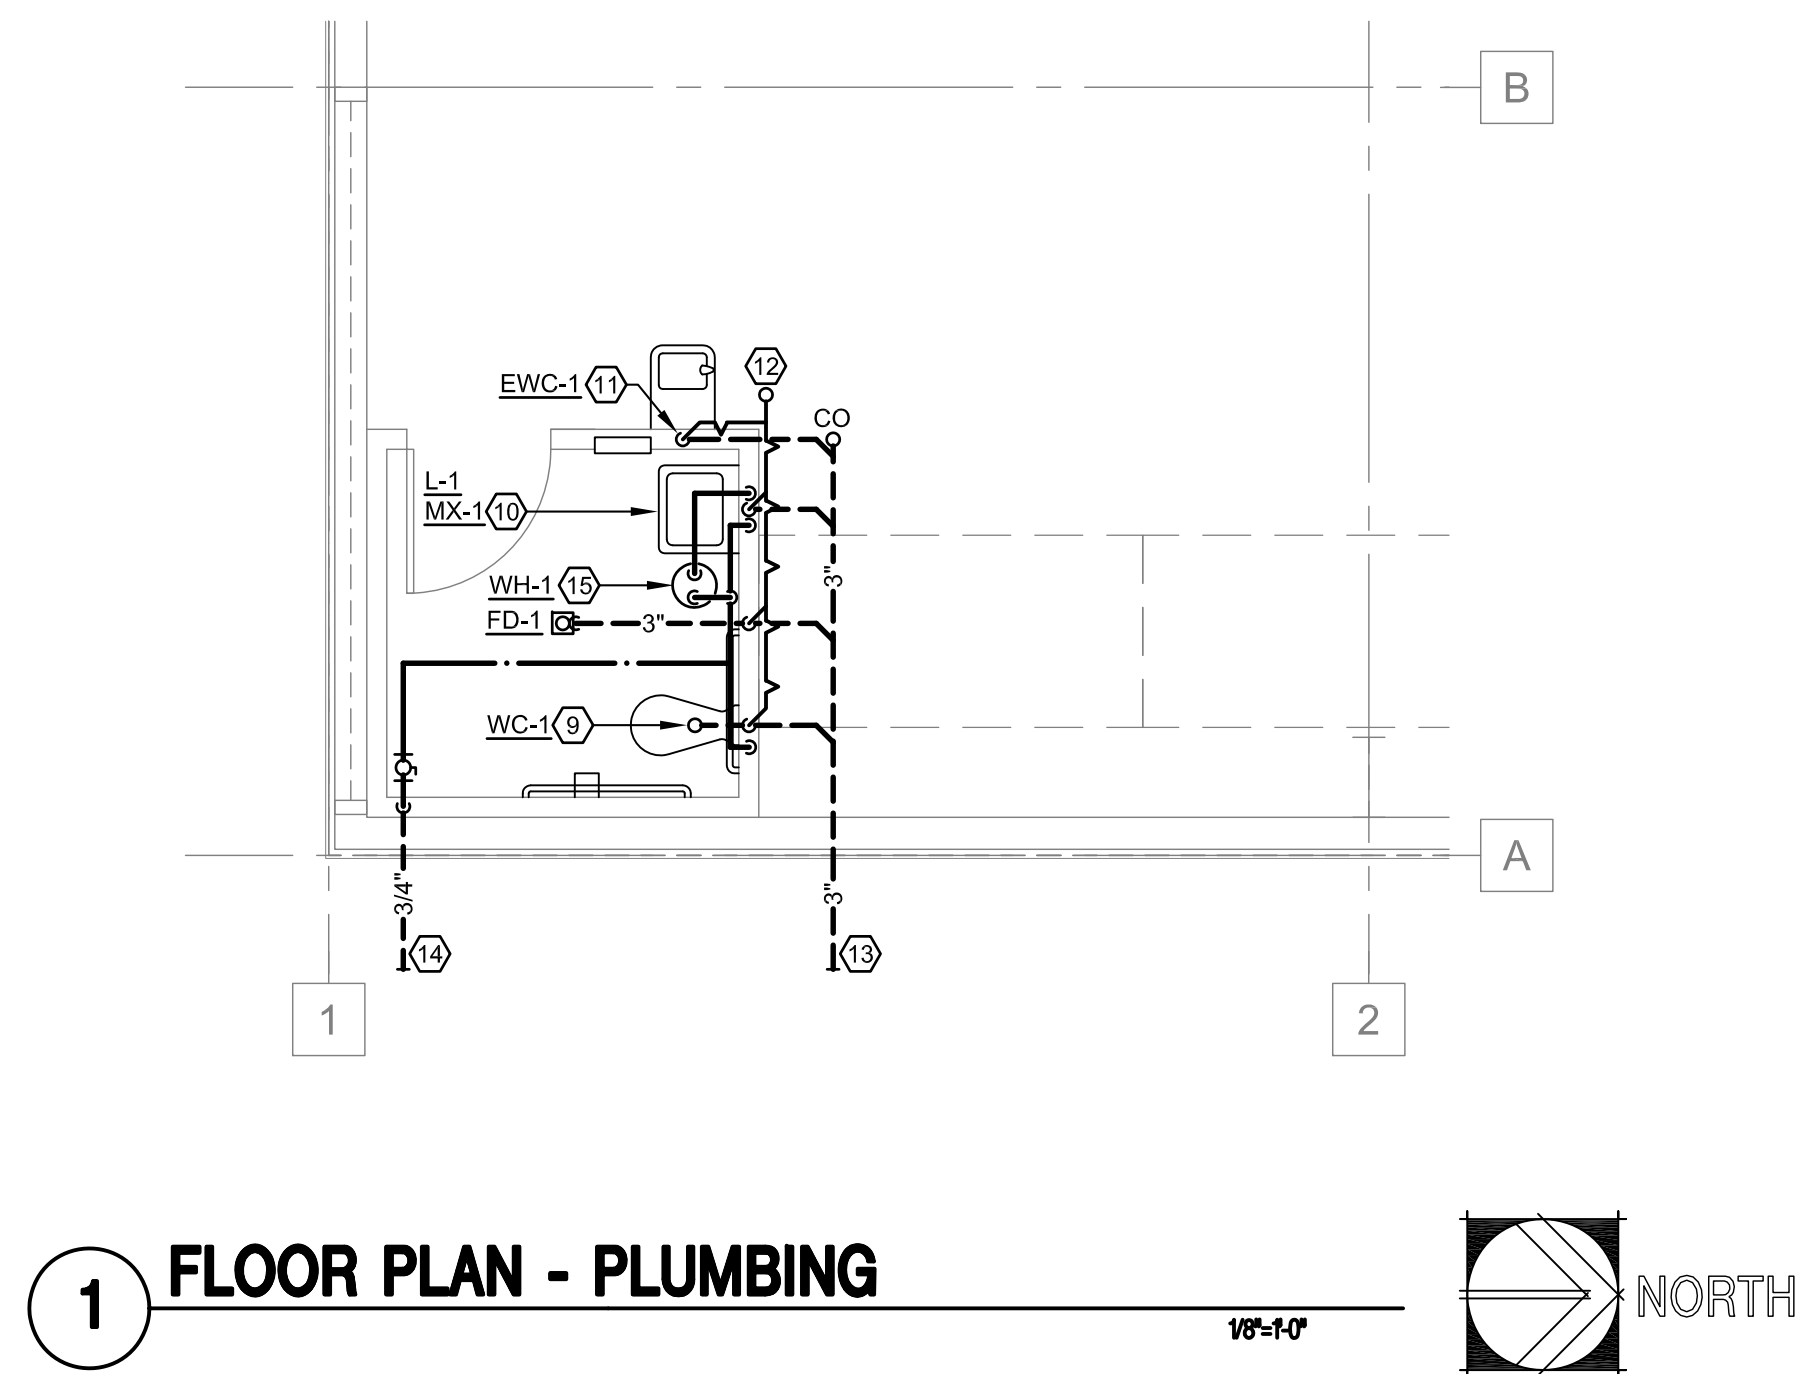 B
12
EWC-1 11
CO
L-1
MX-1 10
WH-1 15
3"
FD-1
3"
WC-1 9
A
3/4"
3"
14
13
1
2
1
FLOOR PLAN - PLUMBING
NORTH
1/8"=1'-0"